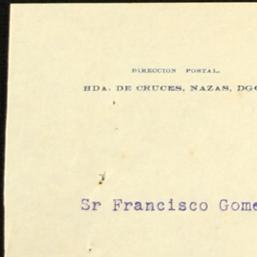 DIRECCION POSTAL.
HDA. DE CRUCES, NAZAS, DGO
Sr Francisco Gome